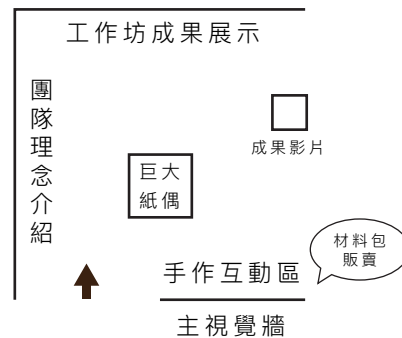 工作坊成果展示
團隊理念介紹
成果影片
巨大
紙偶
材料包
販賣
手作互動區
主視覺牆